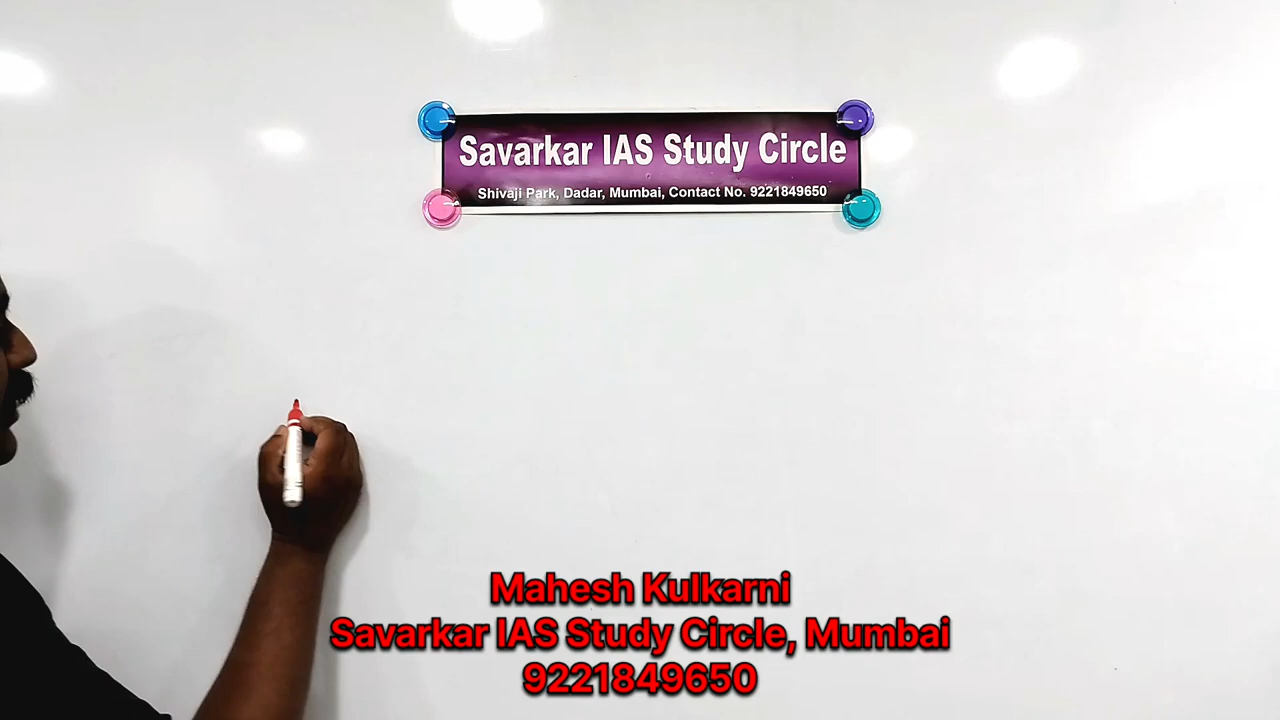 Savarkar IAS Study Circle
Shivaji Park, Dadar, Mumbai, Contact No. 9221849650
Mahesh Kulkarni
Savarkar IAS Study Circle, Mumbai
9221849650